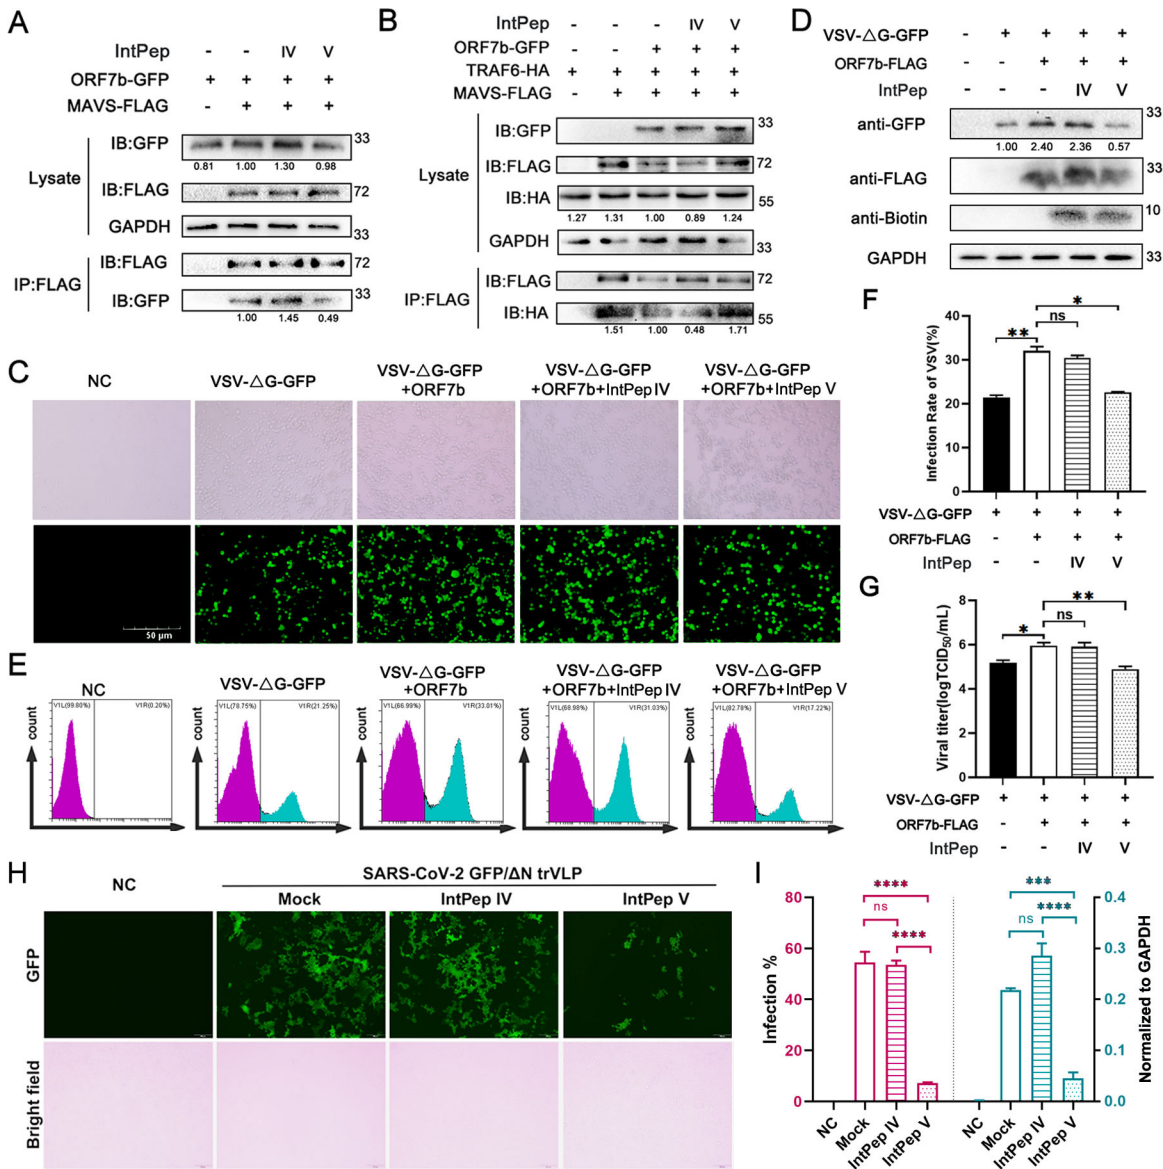 A
IntPep - - IV V
ORF7b-GFP + + + +
MAVS-FLAG - + + +
Lysate
IB:GFP 33
0.81 1.00 1.30 0.98
IB:FLAG 72
GAPDH 33
IP:FLAG
IB:FLAG 72
IB:GFP 33
1.00 1.45 0.49
B
IntPep - - - IV V
ORF7b-GFP - - + + +
TRAF6-HA + + + + +
MAVS-FLAG - + + + +
Lysate
IB:GFP 33
IB:FLAG 72
IB:HA 55
1.27 1.31 1.00 0.89 1.24
GAPDH 33
IP:FLAG
IB:FLAG 72
IB:HA 55
1.51 1.00 0.48 1.71
D
VSV-△G-GFP - + + + +
ORF7b-FLAG - - + + +
IntPep - - - IV V
anti-GFP 33
1.00 2.40 2.36 0.57
anti-FLAG 33
anti-Biotin 10
GAPDH 33
C
NC
VSV-△G-GFP
VSV-△G-GFP
+ORF7b
VSV-△G-GFP
+ORF7b+IntPep IV
VSV-△G-GFP
+ORF7b+IntPep V
50 μm
F
Infection Rate of VSV(%)
40
30
20
10
0
** ns *
VSV-△G-GFP + + + +
ORF7b-FLAG - + + +
IntPep - - IV V
E
NC
VSV-△G-GFP
VSV-△G-GFP
+ORF7b
VSV-△G-GFP
+ORF7b+IntPep IV
VSV-△G-GFP
+ORF7b+IntPep V
count
V1L(99.80%) V1R(0.20%)
count
V1L(78.75%) V1R(21.25%)
count
V1L(66.99%) V1R(33.01%)
count
V1L(68.98%) V1R(31.03%)
count
V1L(82.78%) V1R(17.22%)
G
Viral titer(logTCID50/mL)
8
6
4
2
0
* ns **
VSV-△G-GFP + + + +
ORF7b-FLAG - + + +
IntPep - - IV V
H
NC
SARS-CoV-2 GFP/ΔN trVLP
Mock IntPep IV IntPep V
GFP
Bright field
I
Infection %
80
60
40
20
0
****
ns
****
NC Mock IntPep IV IntPep V
***
****
ns
NC Mock IntPep IV IntPep V
0.4
0.3
0.2
0.1
0.0
Normalized to GAPDH